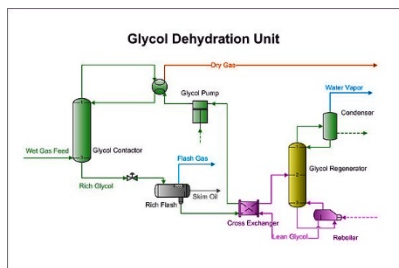 Glycol Dehydration Unit
Dry Gas
Water Vapor
Glycol Pump
Condenser
Glycol Contactor
Wet Gas Feed
Flash Gas
Glycol Regenerator
Rich Glycol
Skim Oil
Rich Flash
Cross Exchanger
Lean Glycol
Reboiler